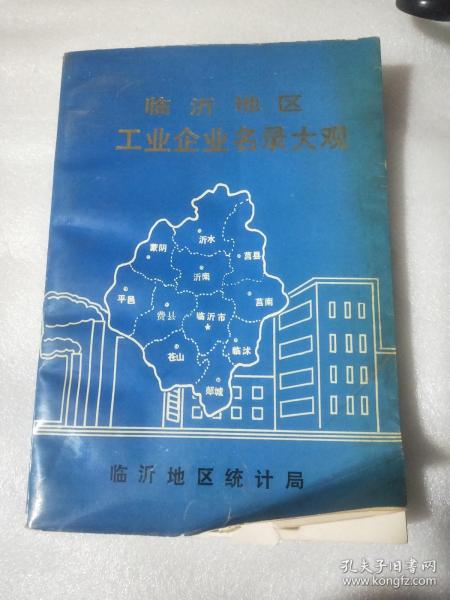 临沂地区
工业企业名录大观
沂水
蒙阴
莒县
沂南
平邑
莒南
费县
临沂市
临沭
苍山
郯城
临沂地区统计局
孔夫子旧书网
www.kongfz.com